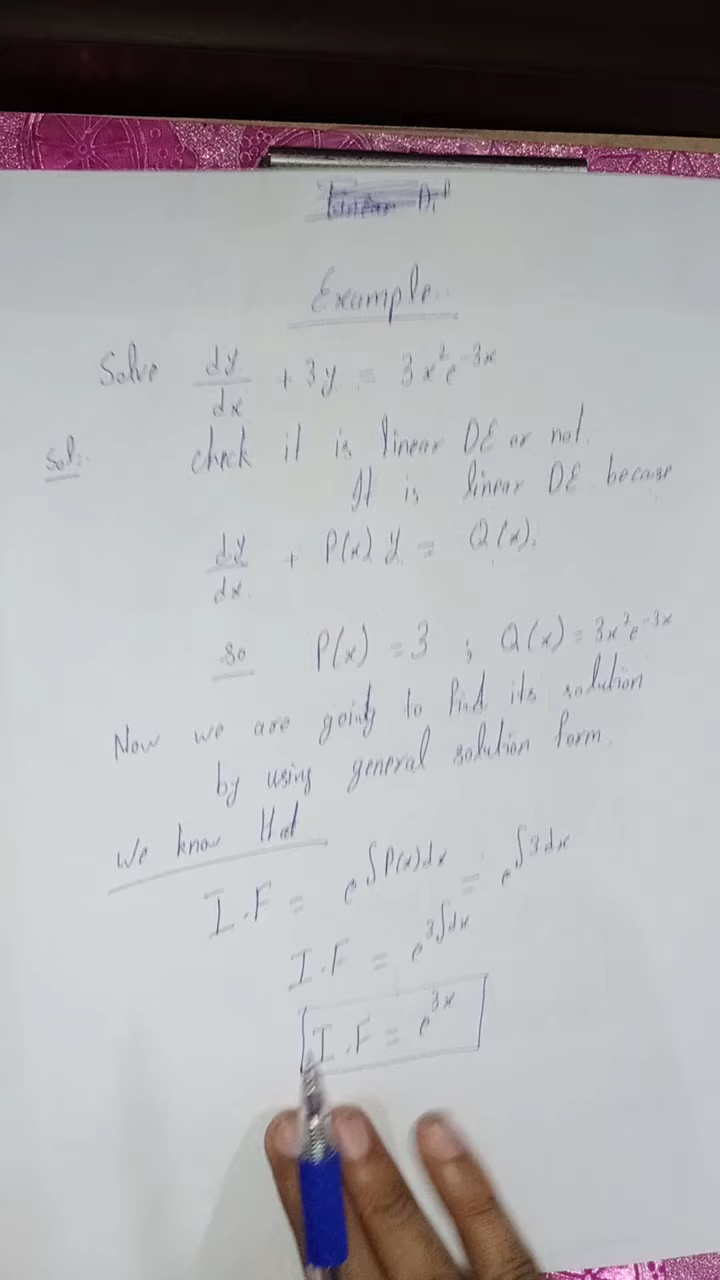 Example..
Solve dy/dx + 3y = 3x²e⁻³ˣ
Sol:- check it is linear DE or not.
It is linear DE because
dy/dx + P(x) y = Q(x).
so P(x) = 3 ; Q(x) = 3x²e⁻³ˣ
Now we are going to find its solution
by using general solution form.
We know that
I.F = e^∫P(x)dx = e^∫3dx
I.F = e^3∫dx
I.F = e³ˣ